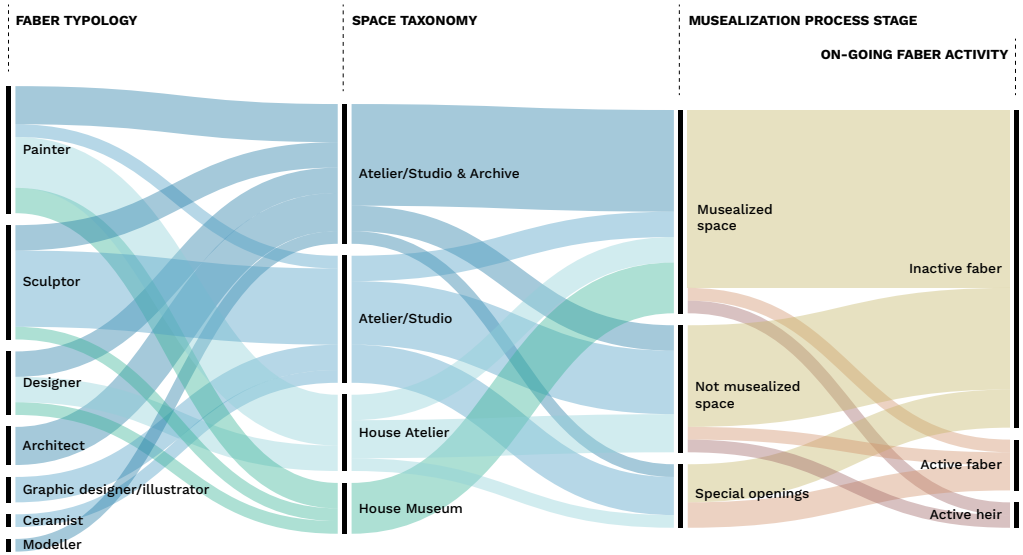 FABER TYPOLOGY
SPACE TAXONOMY
MUSEALIZATION PROCESS STAGE
ON-GOING FABER ACTIVITY
Painter
Sculptor
Designer
Architect
Graphic designer/illustrator
Ceramist
Modeller
Atelier/Studio & Archive
Atelier/Studio
House Atelier
House Museum
Musealized
space
Not musealized
space
Special openings
Inactive faber
Active faber
Active heir